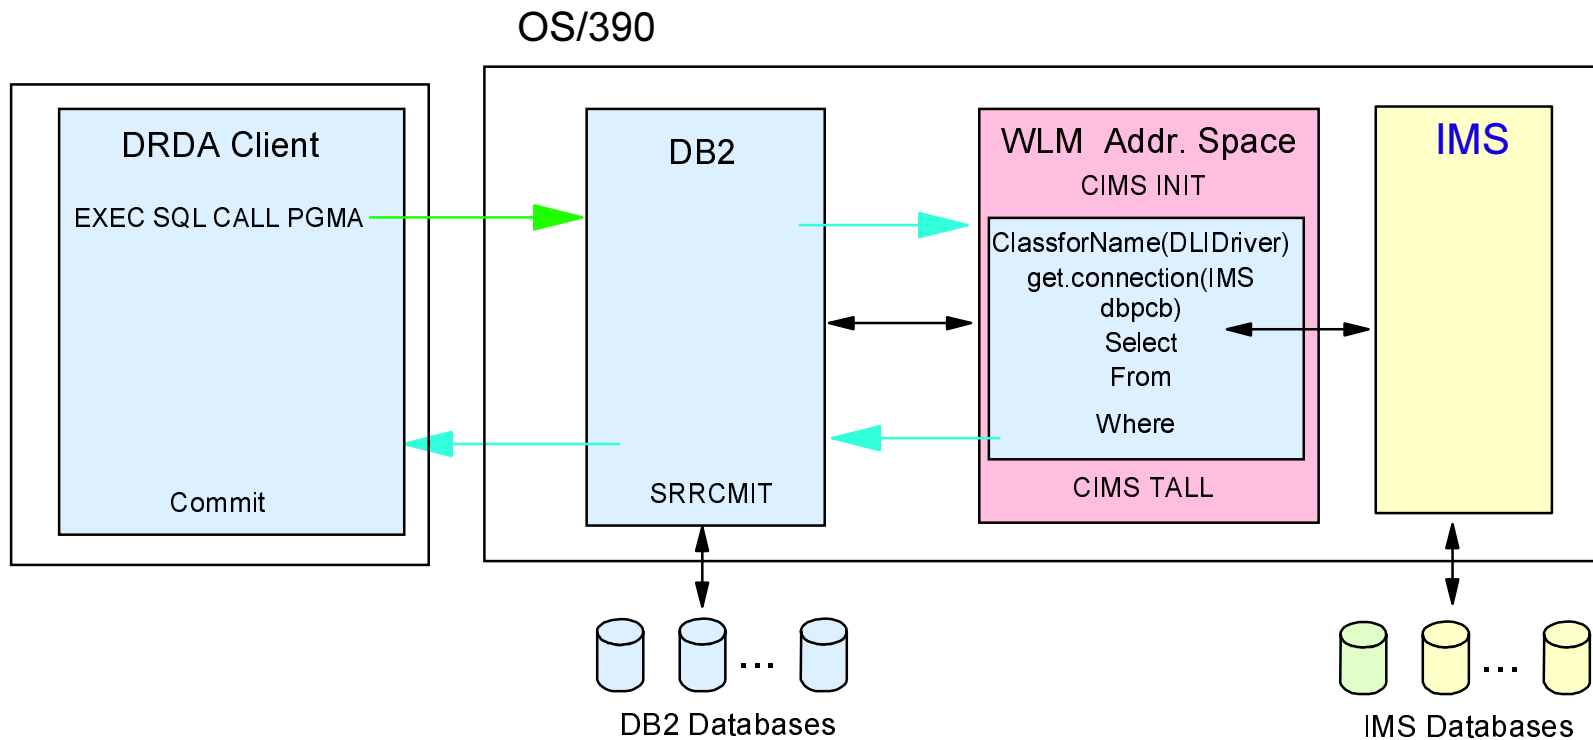 OS/390
DRDA Client
EXEC SQL CALL PGMA
Commit
DB2
SRRCMIT
WLM Addr. Space
CIMS INIT
ClassforName(DLIDriver)
get.connection(IMS
dbpcb)
Select
From
Where
CIMS TALL
IMS
...
DB2 Databases
...
IMS Databases